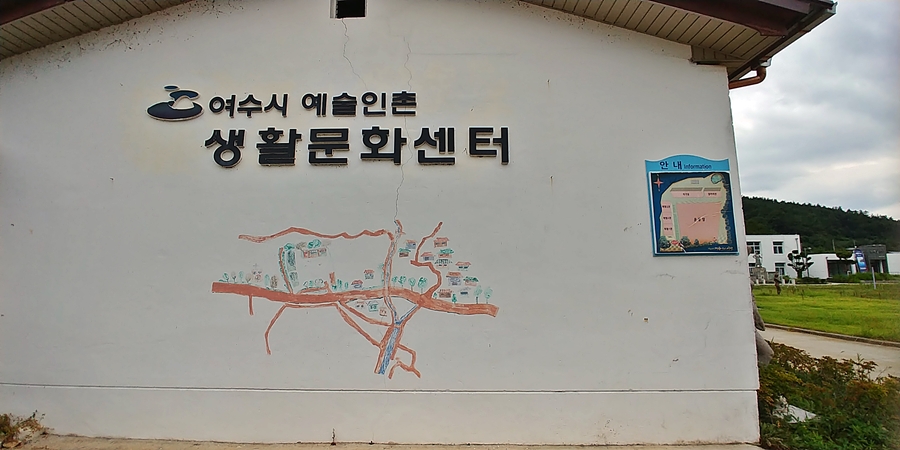 여수시 예술인촌
생활문화센터
안 내 Information